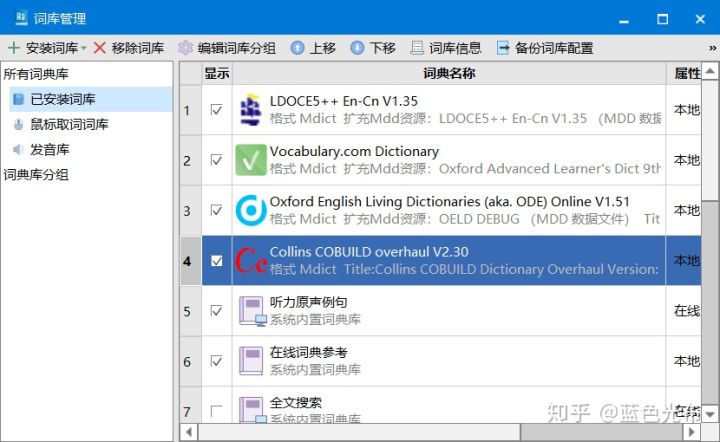 词库管理
安装词库 移除词库 编辑词库分组 上移 下移 词库信息 备份词库配置 »
所有词典库
已安装词库
鼠标取词词库
发音库
词典库分组
显示 词典名称 属性
1 LDOCE5++ En-Cn V1.35 本地
格式 Mdict 扩充Mdd资源：LDOCE5++ En-Cn V1.35 （MDD 数据
2 Vocabulary.com Dictionary 本地
格式 Mdict 扩充Mdd资源：Oxford Advanced Learner's Dict 9th
3 Oxford English Living Dictionaries (aka. ODE) Online V1.51 本地
格式 Mdict 扩充Mdd资源：OELD DEBUG （MDD 数据文件） Tit
4 Ce Collins COBUILD overhaul V2.30 本地
格式 Mdict Title:Collins COBUILD Dictionary Overhaul Version:
5 听力原声例句 在线
系统内置词典库
6 在线词典参考 本地
系统内置词典库
7 全文搜索 在线
系统内置词典库
知乎 @蓝色光